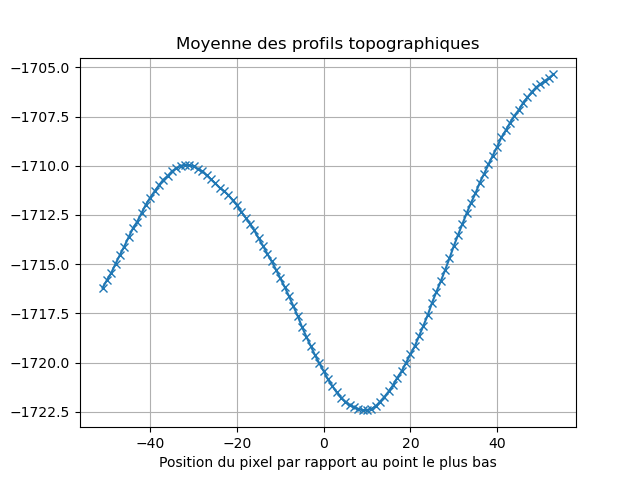 Moyenne des profils topographiques
−1705.0
−1707.5
−1710.0
−1712.5
−1715.0
−1717.5
−1720.0
−1722.5
−40 −20 0 20 40
Position du pixel par rapport au point le plus bas